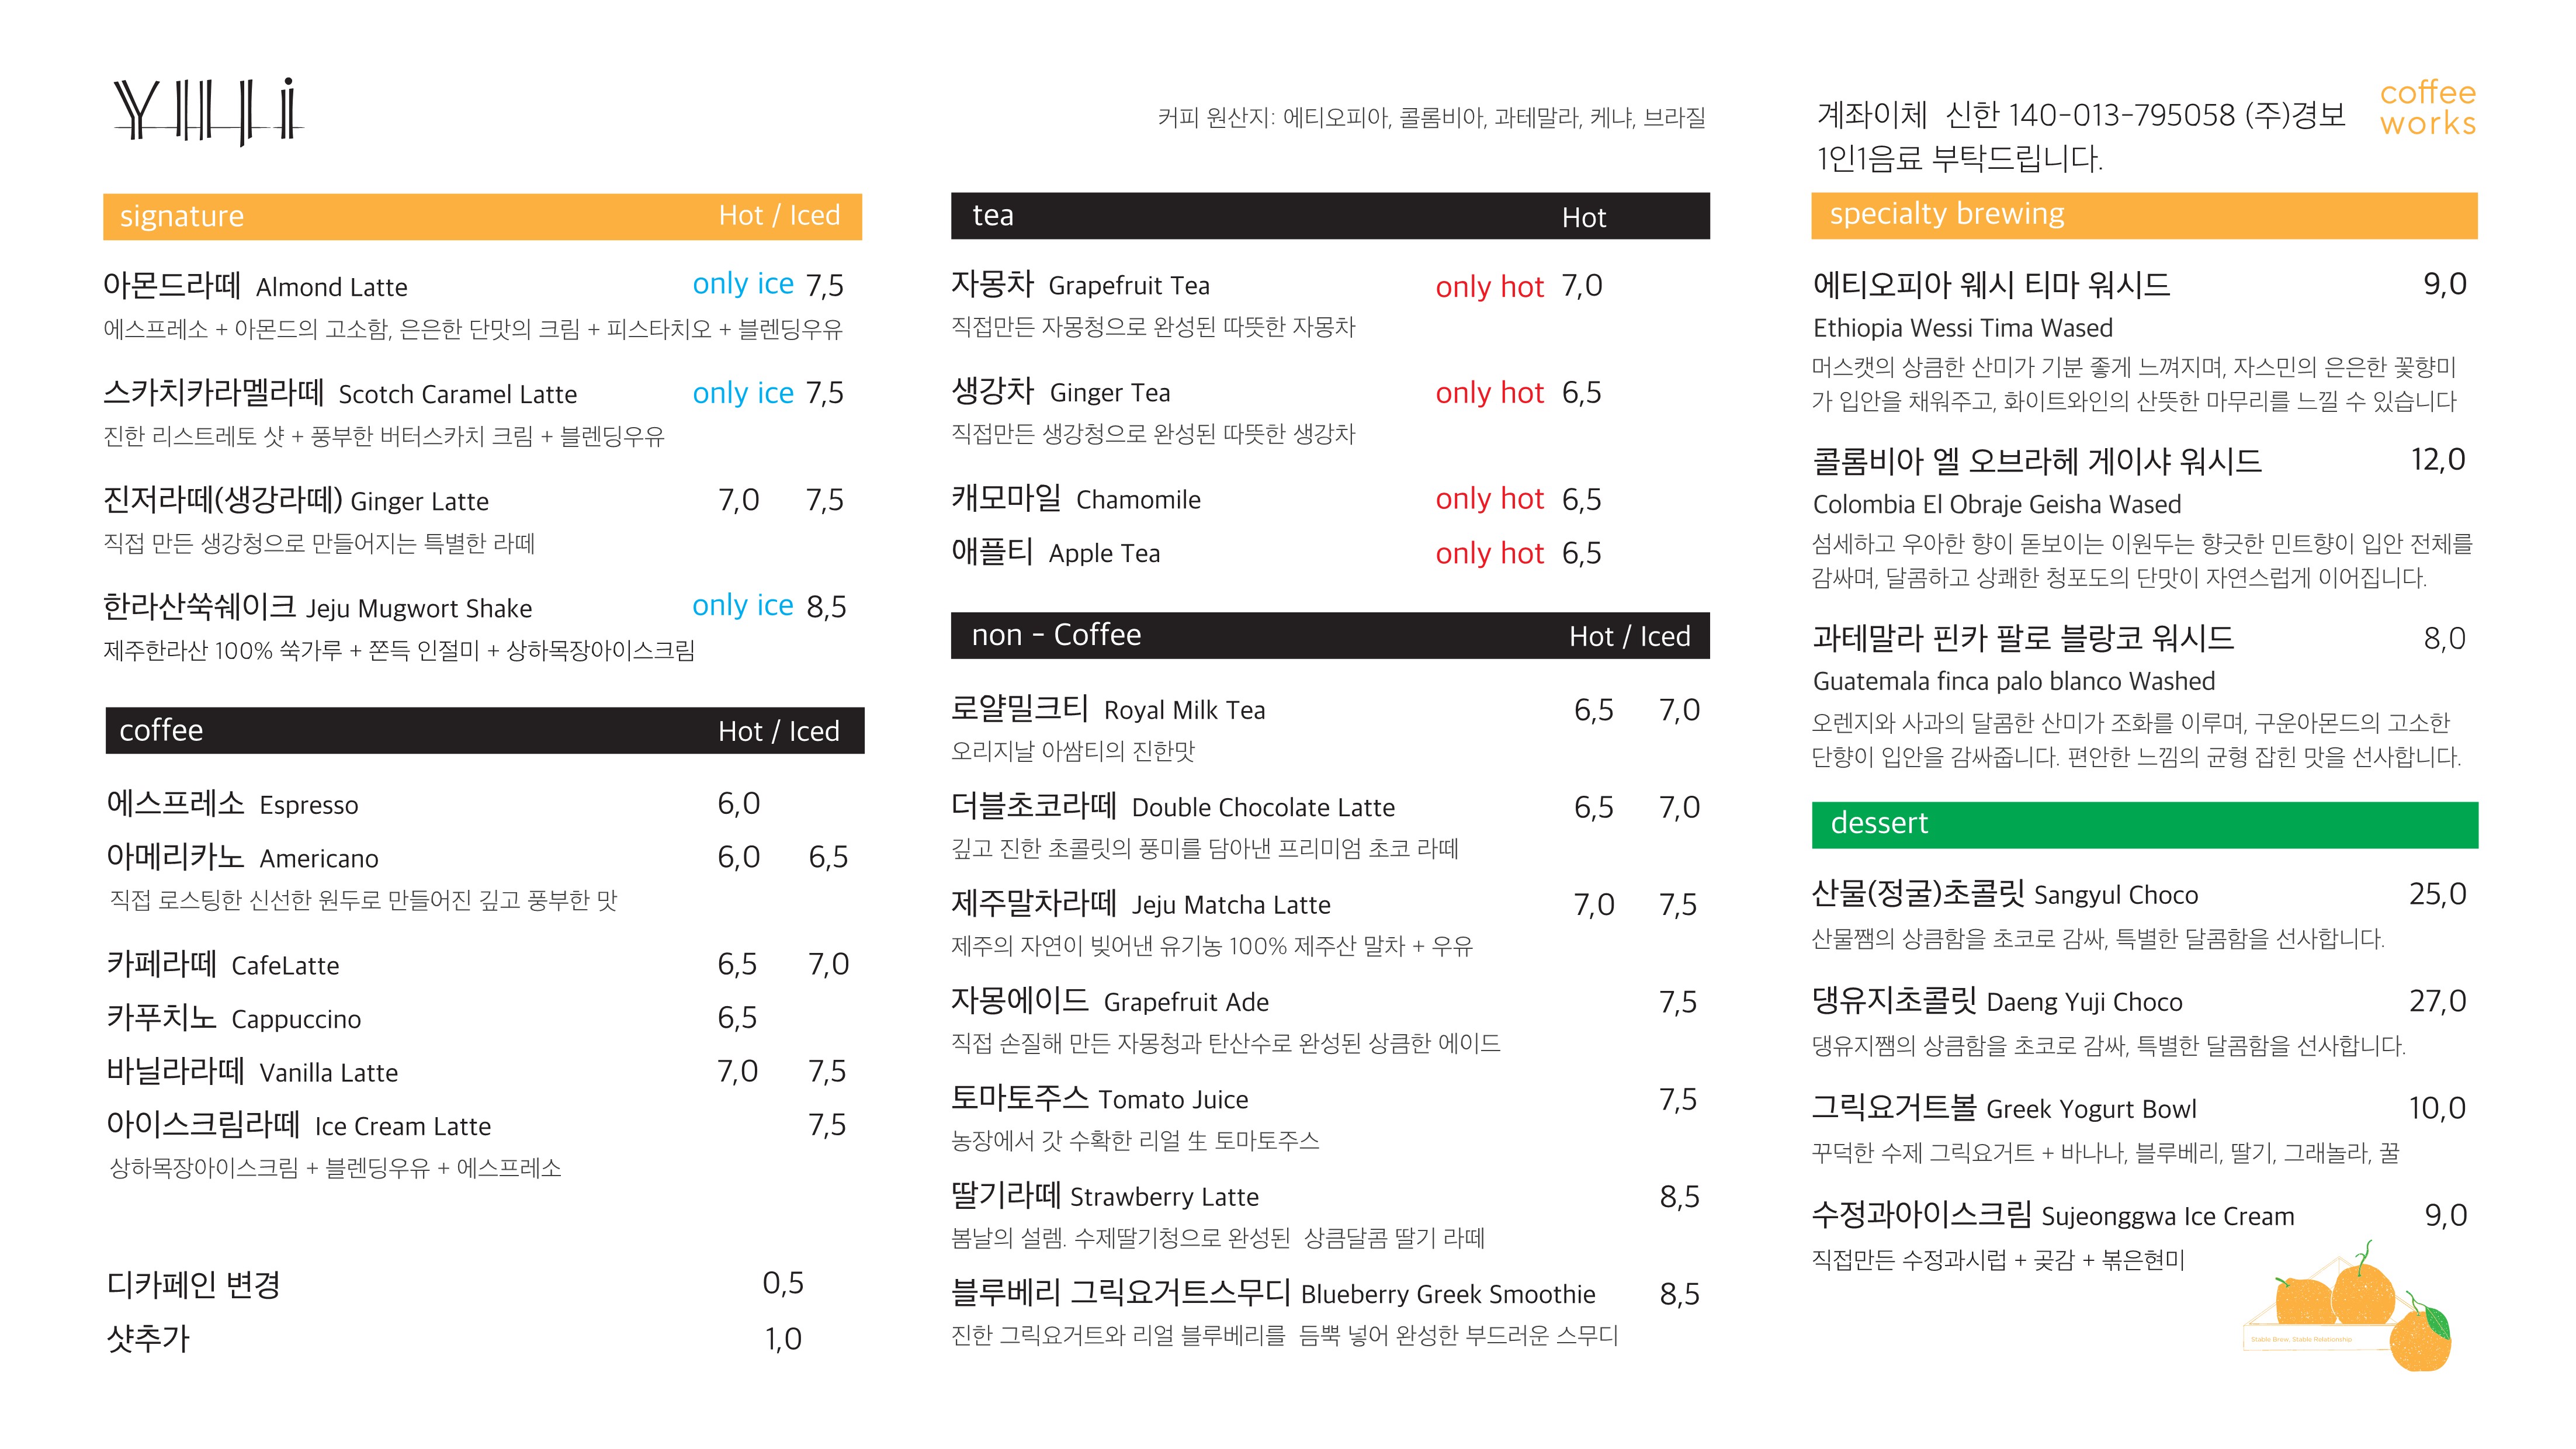 Yllli
커피 원산지: 에티오피아, 콜롬비아, 과테말라, 케냐, 브라질
계좌이체 신한 140-013-795058 (주)경보
1인1음료 부탁드립니다.
coffee
works
signature Hot / Iced
아몬드라떼 Almond Latte only ice 7,5
에스프레소 + 아몬드의 고소함, 은은한 단맛의 크림 + 피스타치오 + 블렌딩우유
스카치카라멜라떼 Scotch Caramel Latte only ice 7,5
진한 리스트레토 샷 + 풍부한 버터스카치 크림 + 블렌딩우유
진저라떼(생강라떼) Ginger Latte 7,0 7,5
직접 만든 생강청으로 만들어지는 특별한 라떼
한라산쑥쉐이크 Jeju Mugwort Shake only ice 8,5
제주한라산 100% 쑥가루 + 쫀득 인절미 + 상하목장아이스크림
coffee Hot / Iced
에스프레소 Espresso 6,0
아메리카노 Americano 6,0 6,5
직접 로스팅한 신선한 원두로 만들어진 깊고 풍부한 맛
카페라떼 CafeLatte 6,5 7,0
카푸치노 Cappuccino 6,5
바닐라라떼 Vanilla Latte 7,0 7,5
아이스크림라떼 Ice Cream Latte 7,5
상하목장아이스크림 + 블렌딩우유 + 에스프레소
디카페인 변경 0,5
샷추가 1,0
tea Hot
자몽차 Grapefruit Tea only hot 7,0
직접만든 자몽청으로 완성된 따뜻한 자몽차
생강차 Ginger Tea only hot 6,5
직접만든 생강청으로 완성된 따뜻한 생강차
캐모마일 Chamomile only hot 6,5
애플티 Apple Tea only hot 6,5
non - Coffee Hot / Iced
로얄밀크티 Royal Milk Tea 6,5 7,0
오리지날 아쌈티의 진한맛
더블초코라떼 Double Chocolate Latte 6,5 7,0
깊고 진한 초콜릿의 풍미를 담아낸 프리미엄 초코 라떼
제주말차라떼 Jeju Matcha Latte 7,0 7,5
제주의 자연이 빚어낸 유기농 100% 제주산 말차 + 우유
자몽에이드 Grapefruit Ade 7,5
직접 손질해 만든 자몽청과 탄산수로 완성된 상큼한 에이드
토마토주스 Tomato Juice 7,5
농장에서 갓 수확한 리얼 生 토마토주스
딸기라떼 Strawberry Latte 8,5
봄날의 설렘. 수제딸기청으로 완성된 상큼달콤 딸기 라떼
블루베리 그릭요거트스무디 Blueberry Greek Smoothie 8,5
진한 그릭요거트와 리얼 블루베리를 듬뿍 넣어 완성한 부드러운 스무디
specialty brewing
에티오피아 웨시 티마 워시드 9,0
Ethiopia Wessi Tima Wased
머스캣의 상큼한 산미가 기분 좋게 느껴지며, 자스민의 은은한 꽃향미
가 입안을 채워주고, 화이트와인의 산뜻한 마무리를 느낄 수 있습니다
콜롬비아 엘 오브라헤 게이샤 워시드 12,0
Colombia El Obraje Geisha Wased
섬세하고 우아한 향이 돋보이는 이원두는 향긋한 민트향이 입안 전체를
감싸며, 달콤하고 상쾌한 청포도의 단맛이 자연스럽게 이어집니다.
과테말라 핀카 팔로 블랑코 워시드 8,0
Guatemala finca palo blanco Washed
오렌지와 사과의 달콤한 산미가 조화를 이루며, 구운아몬드의 고소한
단향이 입안을 감싸줍니다. 편안한 느낌의 균형 잡힌 맛을 선사합니다.
dessert
산물(정굴)초콜릿 Sangyul Choco 25,0
산물쨈의 상큼함을 초코로 감싸, 특별한 달콤함을 선사합니다.
댕유지초콜릿 Daeng Yuji Choco 27,0
댕유지쨈의 상큼함을 초코로 감싸, 특별한 달콤함을 선사합니다.
그릭요거트볼 Greek Yogurt Bowl 10,0
꾸덕한 수제 그릭요거트 + 바나나, 블루베리, 딸기, 그래놀라, 꿀
수정과아이스크림 Sujeonggwa Ice Cream 9,0
직접만든 수정과시럽 + 곶감 + 볶은현미
Stable Brew, Stable Relationship